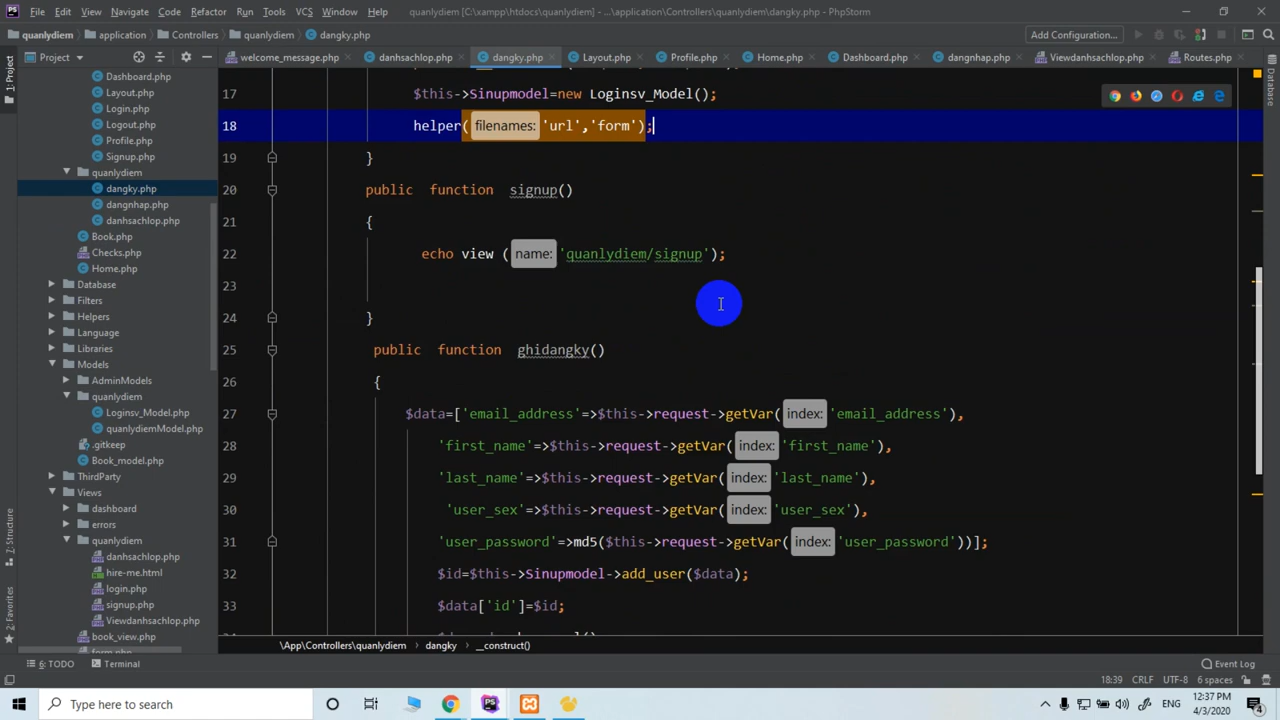 File Edit View Navigate Code Refactor Run Tools VCS Window Help quanlydiem [C:\xampp\htdocs\quanlydiem] - ...\application\Controllers\quanlydiem\dangky.php - PhpStorm
quanlydiem application Controllers quanlydiem dangky.php Add Configuration...
Project welcome_message.php danhsachlop.php dangky.php Layout.php Profile.php Home.php Dashboard.php dangnhap.php Viewdanhsachlop.php Routes.php
1: Project
Database
7: Structure
2: Favorites
Dashboard.php
Layout.php
Login.php
Logout.php
Profile.php
Signup.php
quanlydiem
dangky.php
dangnhap.php
danhsachlop.php
Book.php
Checks.php
Home.php
Database
Filters
Helpers
Language
Libraries
Models
AdminModels
quanlydiem
Loginsv_Model.php
quanlydiemModel.php
.gitkeep
Book_model.php
ThirdParty
Views
dashboard
errors
quanlydiem
danhsachlop.php
hire-me.html
login.php
signup.php
Viewdanhsachlop.php
book_view.php
17 $this->Sinupmodel=new Loginsv_Model();
18 helper( filenames: 'url','form');
19 }
20 public function signup()
21 {
22 echo view ( name: 'quanlydiem/signup');
23
24 }
25 public function ghidangky()
26 {
27 $data=['email_address'=>$this->request->getVar( index: 'email_address'),
28 'first_name'=>$this->request->getVar( index: 'first_name'),
29 'last_name'=>$this->request->getVar( index: 'last_name'),
30 'user_sex'=>$this->request->getVar( index: 'user_sex'),
31 'user_password'=>md5($this->request->getVar( index: 'user_password'))];
32 $id=$this->Sinupmodel->add_user($data);
33 $data['id']=$id;
\App\Controllers\quanlydiem dangky __construct()
6: TODO Terminal Event Log
18:39 CRLF UTF-8 6 spaces
Type here to search
ENG
12:37 PM
4/3/2020
4